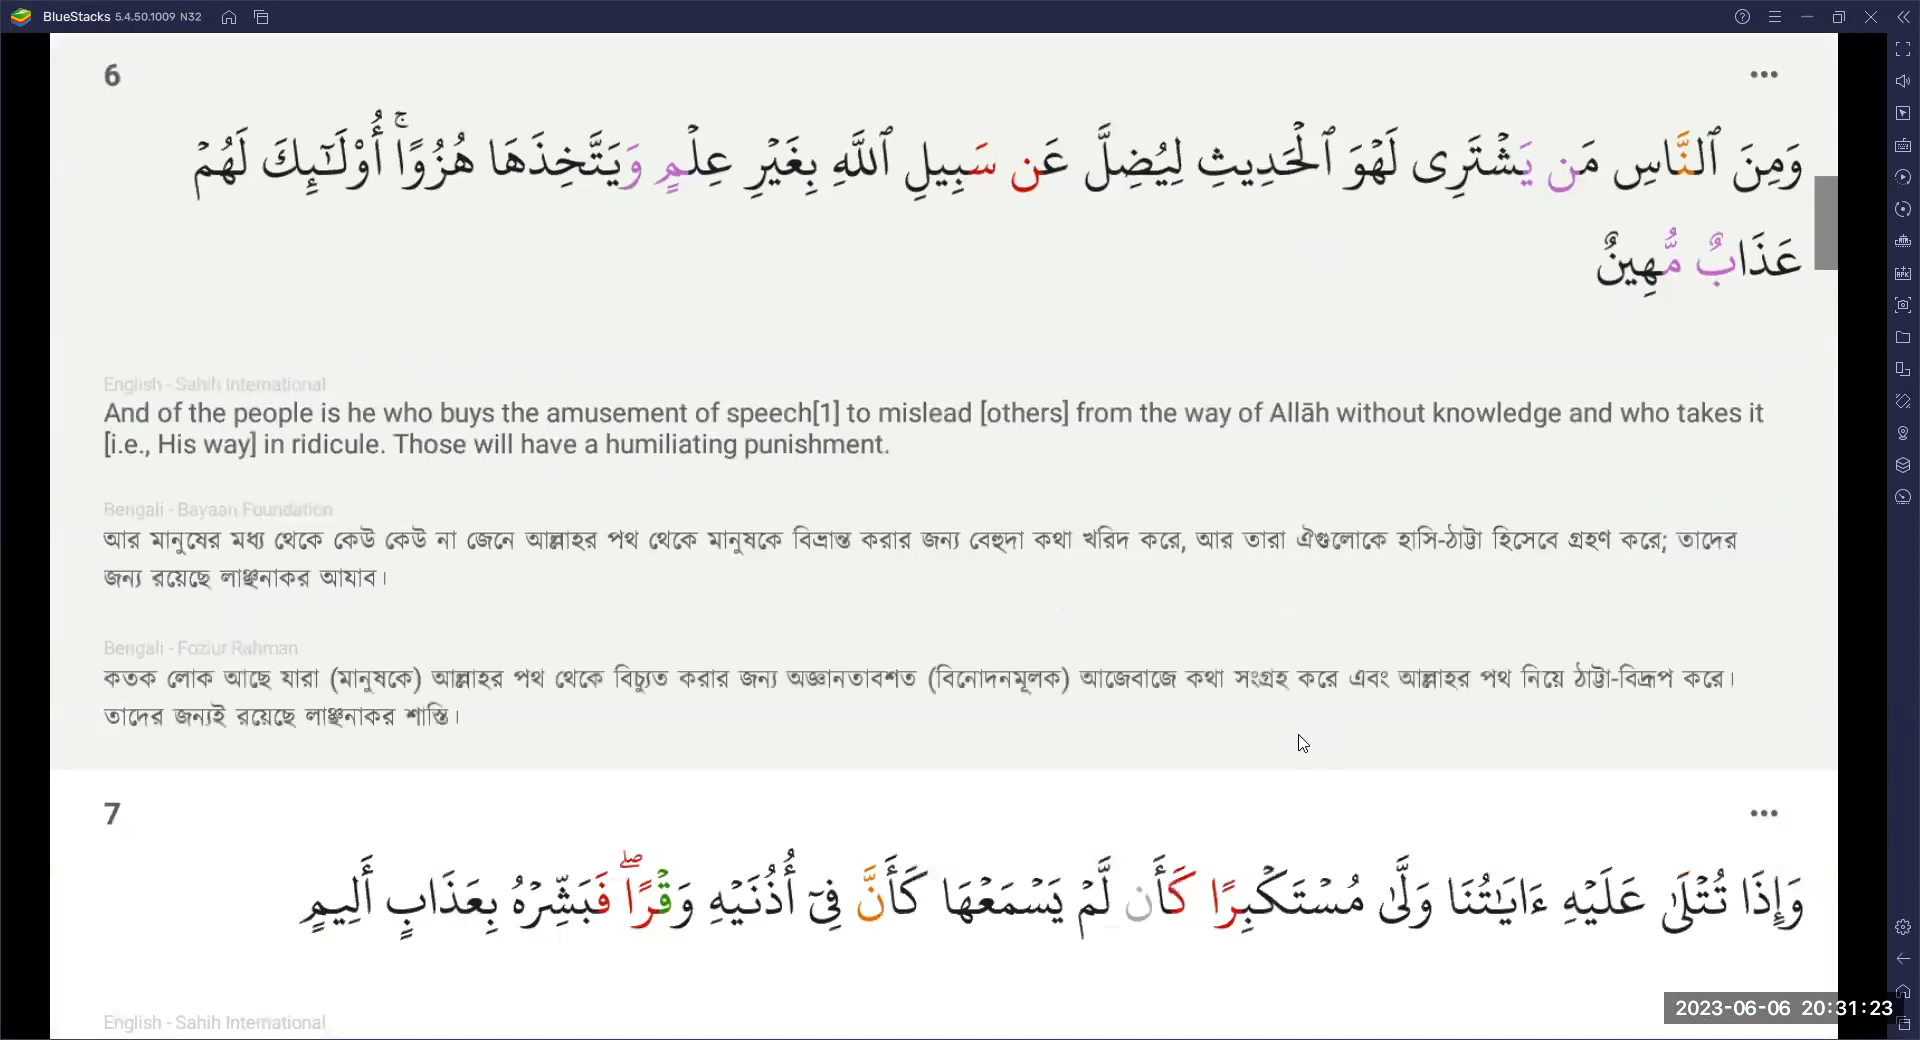 BlueStacks 5.4.50.1009 N32
6
وَمِنَ ٱلنَّاسِ مَن يَشْتَرِى لَهْوَ ٱلْحَدِيثِ لِيُضِلَّ عَن سَبِيلِ ٱللَّهِ بِغَيْرِ عِلْمٍ وَيَتَّخِذَهَا هُزُوًا ۚ أُو۟لَـٰٓئِكَ لَهُمْ
عَذَابٌ مُّهِينٌ
English - Sahih International
And of the people is he who buys the amusement of speech[1] to mislead [others] from the way of Allāh without knowledge and who takes it
[i.e., His way] in ridicule. Those will have a humiliating punishment.
Bengali - Bayaan Foundation
আর মানুষের মধ্য থেকে কেউ কেউ না জেনে আল্লাহর পথ থেকে মানুষকে বিভ্রান্ত করার জন্য বেহুদা কথা খরিদ করে, আর তারা ঐগুলোকে হাসি-ঠাট্টা হিসেবে গ্রহণ করে; তাদের
জন্য রয়েছে লাঞ্ছনাকর আযাব।
Bengali - Fozlur Rahman
কতক লোক আছে যারা (মানুষকে) আল্লাহর পথ থেকে বিচ্যুত করার জন্য অজ্ঞানতাবশত (বিনোদনমূলক) আজেবাজে কথা সংগ্রহ করে এবং আল্লাহর পথ নিয়ে ঠাট্টা-বিদ্রূপ করে।
তাদের জন্যই রয়েছে লাঞ্ছনাকর শাস্তি।
7
وَإِذَا تُتْلَىٰ عَلَيْهِ ءَايَـٰتُنَا وَلَّىٰ مُسْتَكْبِرًا كَأَن لَّمْ يَسْمَعْهَا كَأَنَّ فِىٓ أُذُنَيْهِ وَقْرًا ۖ فَبَشِّرْهُ بِعَذَابٍ أَلِيمٍ
English - Sahih International
2023-06-06 20:31:23